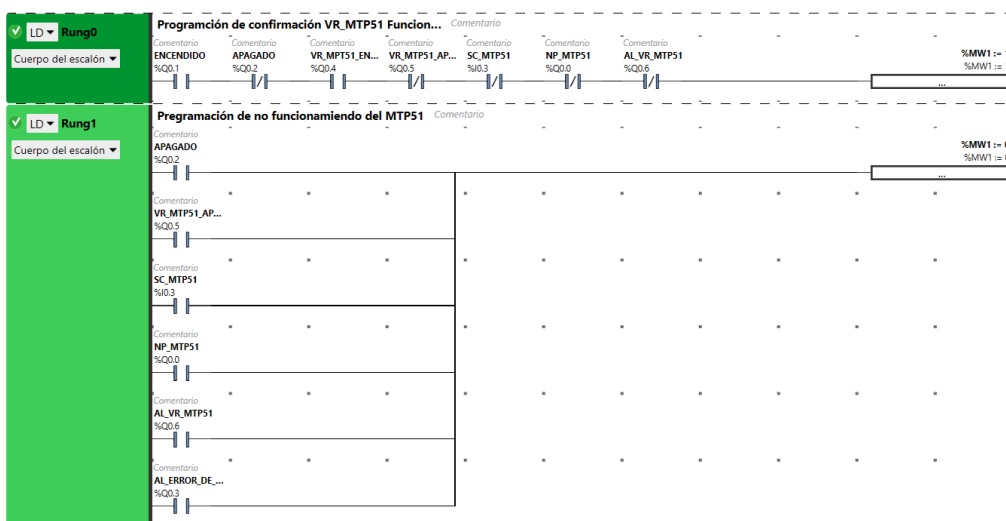 Programción de confirmación VR_MTP51 Funcion... Comentario
LD Rung0
Cuerpo del escalón
Comentario Comentario Comentario Comentario Comentario Comentario Comentario
ENCENDIDO APAGADO VR_MPT51_EN... VR_MTP51_AP... SC_MTP51 NP_MTP51 AL_VR_MTP51
%Q0.1 %Q0.2 %Q0.4 %Q0.5 %I0.3 %Q0.0 %Q0.6
%MW1 :=
%MW1 :=
...
Pregramación de no funcionamiendo del MTP51 Comentario
LD Rung1
Cuerpo del escalón
Comentario
APAGADO
%Q0.2
%MW1 :=
%MW1 :=
...
Comentario
VR_MTP51_AP...
%Q0.5
Comentario
SC_MTP51
%I0.3
Comentario
NP_MTP51
%Q0.0
Comentario
AL_VR_MTP51
%Q0.6
Comentario
AL_ERROR_DE_...
%Q0.3